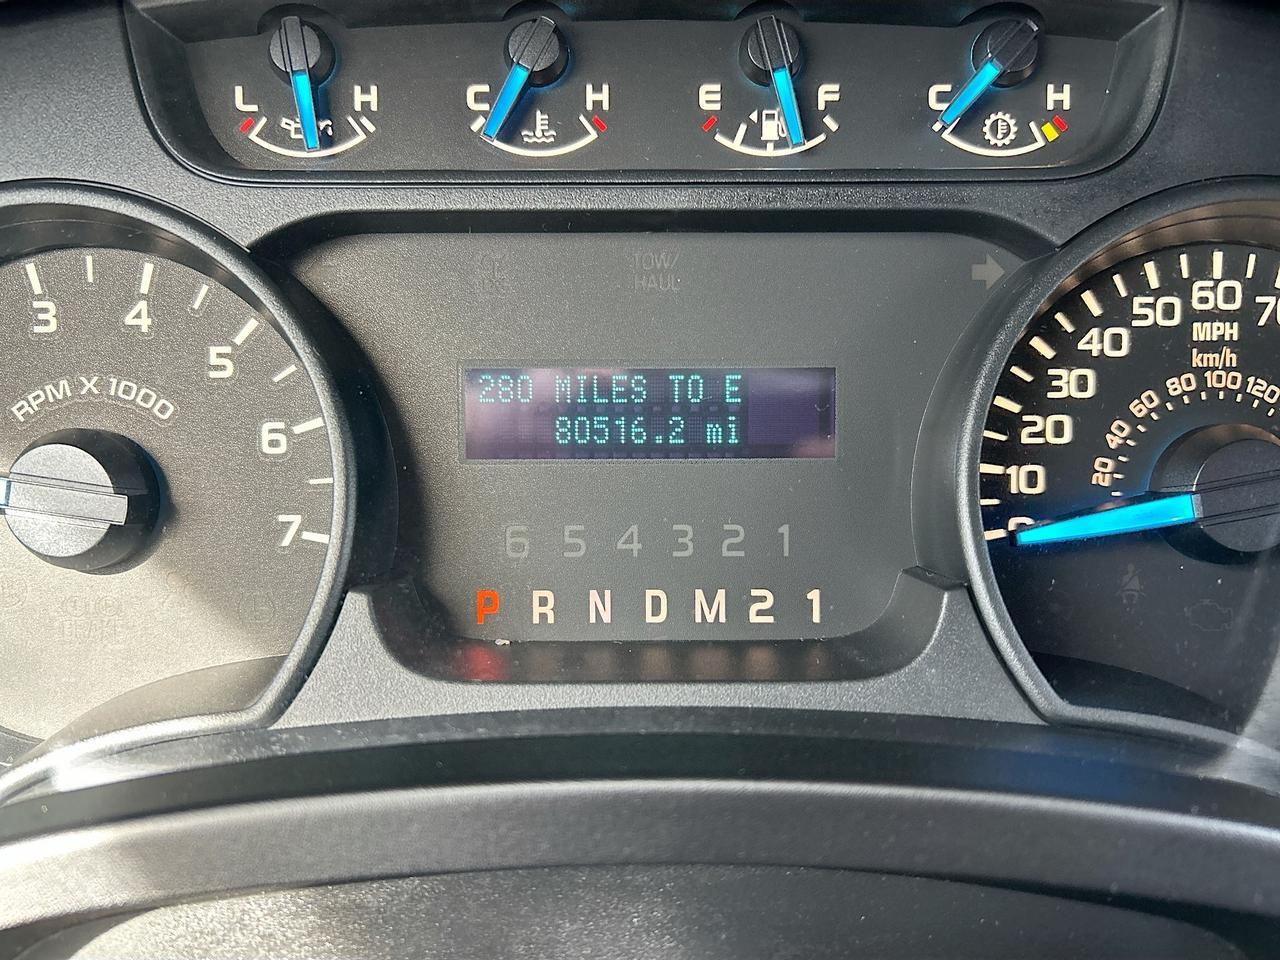 L H
C H
E F
C H
TOW/
HAUL
3 4 5 6 7
RPM X 1000
280 MILES TO E
80516.2 mi
6 5 4 3 2 1
P R N D M 2 1
0 10 20 30 40 50 60
MPH
km/h
20 40 60 80 100 120